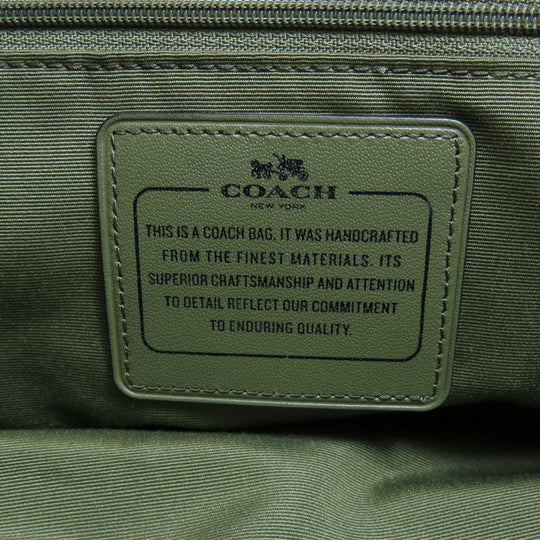 COACH
NEW YORK
THIS IS A COACH BAG. IT WAS HANDCRAFTED
FROM THE FINEST MATERIALS. ITS
SUPERIOR CRAFTSMANSHIP AND ATTENTION
TO DETAIL REFLECT OUR COMMITMENT
TO ENDURING QUALITY.